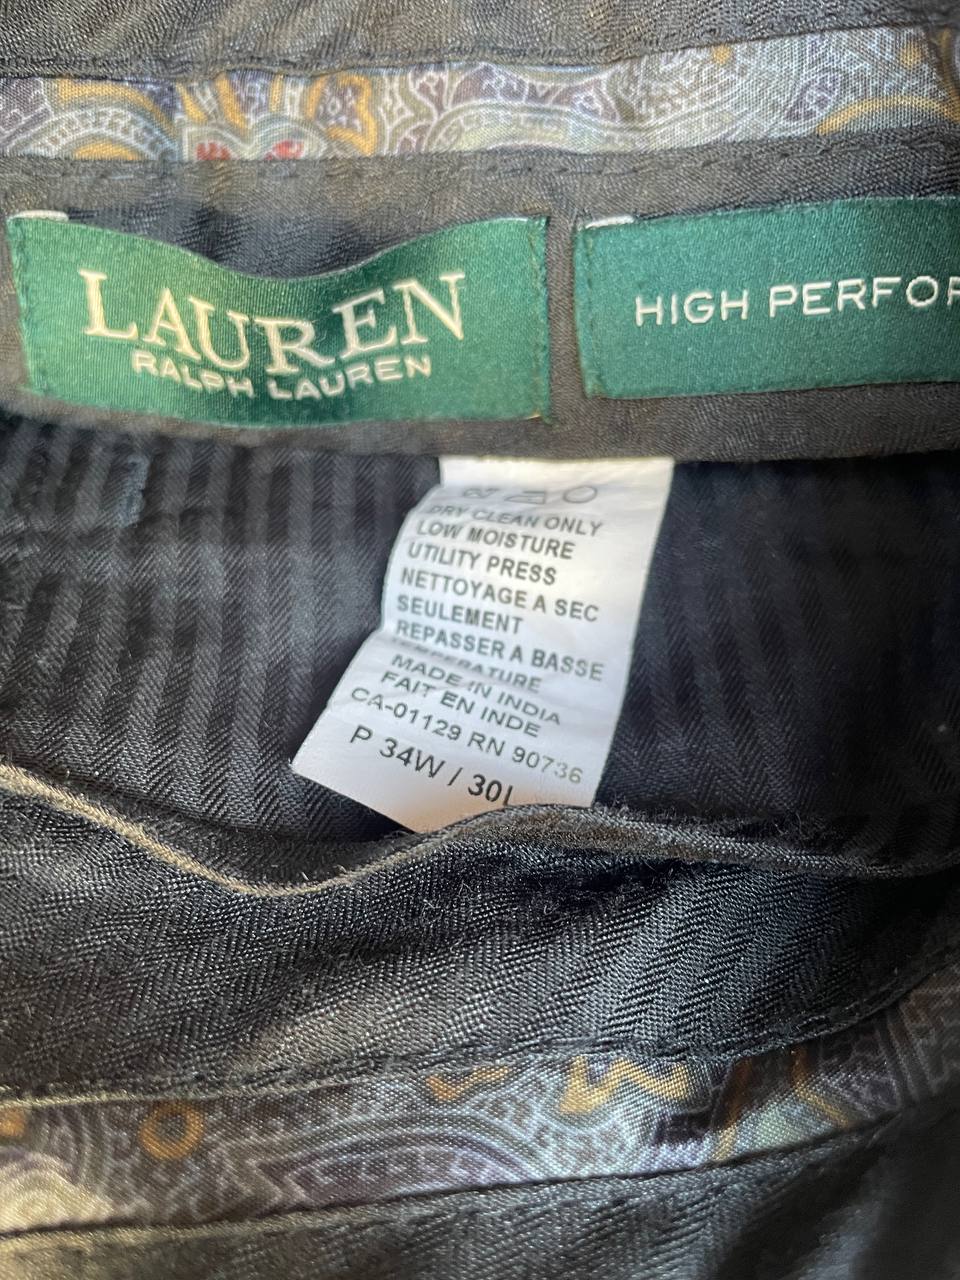 LAUREN
RALPH LAUREN
HIGH PERFOR
DRY CLEAN ONLY
LOW MOISTURE
UTILITY PRESS
NETTOYAGE A SEC
SEULEMENT
REPASSER A BASSE
TEMPERATURE
MADE IN INDIA
FAIT EN INDE
CA-01129 RN 90736
P 34W / 30L